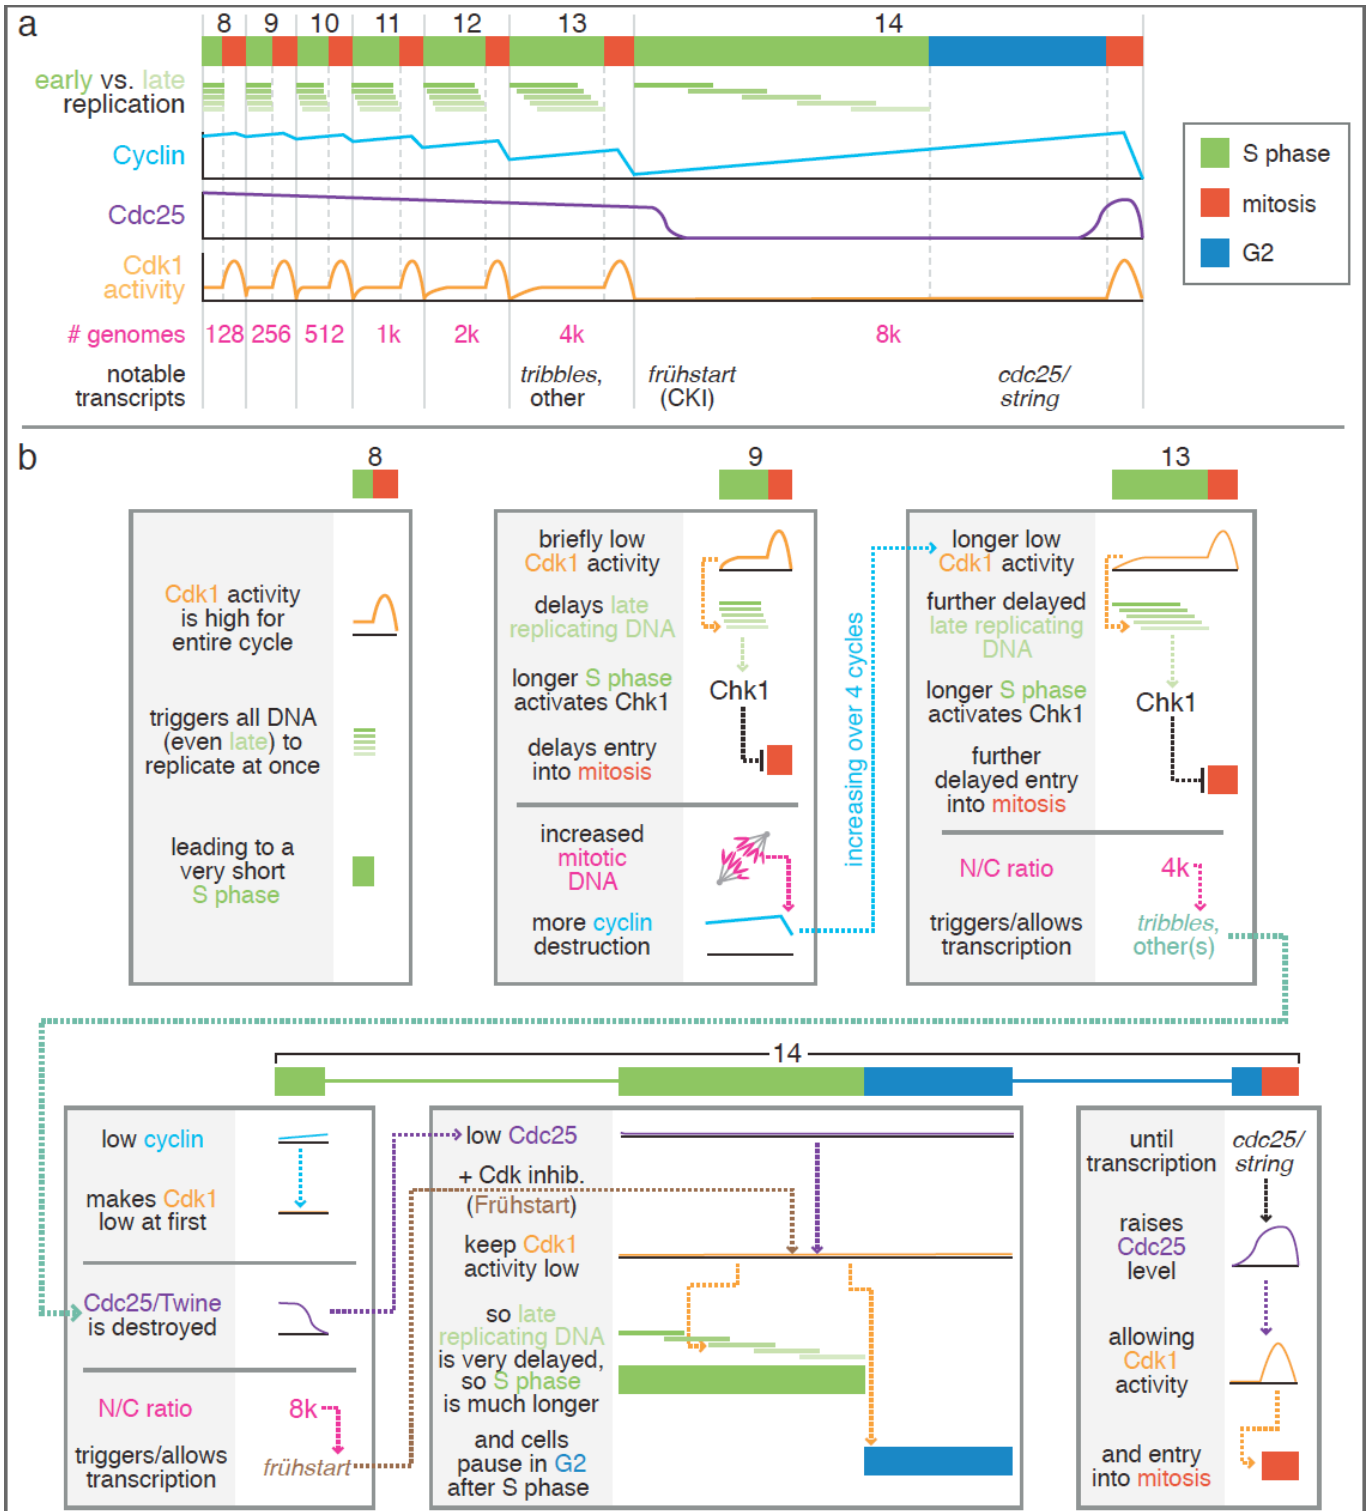 a
8 9 10 11 12 13 14
early vs. late
replication
Cyclin
Cdc25
Cdk1
activity
# genomes 128 256 512 1k 2k 4k 8k
notable
transcripts
tribbles,
other
frühstart
(CKI)
cdc25/
string
S phase
mitosis
G2
b
8
Cdk1 activity
is high for
entire cycle
triggers all DNA
(even late) to
replicate at once
leading to a
very short
S phase
9
briefly low
Cdk1 activity
delays late
replicating DNA
longer S phase
activates Chk1
Chk1
delays entry
into mitosis
increased
mitotic
DNA
more cyclin
destruction
increasing over 4 cycles
13
longer low
Cdk1 activity
further delayed
late replicating
DNA
longer S phase
activates Chk1
Chk1
further
delayed entry
into mitosis
N/C ratio
4k
triggers/allows
transcription
tribbles,
other(s)
14
low cyclin
makes Cdk1
low at first
Cdc25/Twine
is destroyed
N/C ratio
8k
triggers/allows
transcription
frühstart
low Cdc25
+ Cdk inhib.
(Frühstart)
keep Cdk1
activity low
so late
replicating DNA
is very delayed,
so S phase
is much longer
and cells
pause in G2
after S phase
until
transcription
cdc25/
string
raises
Cdc25
level
allowing
Cdk1
activity
and entry
into mitosis